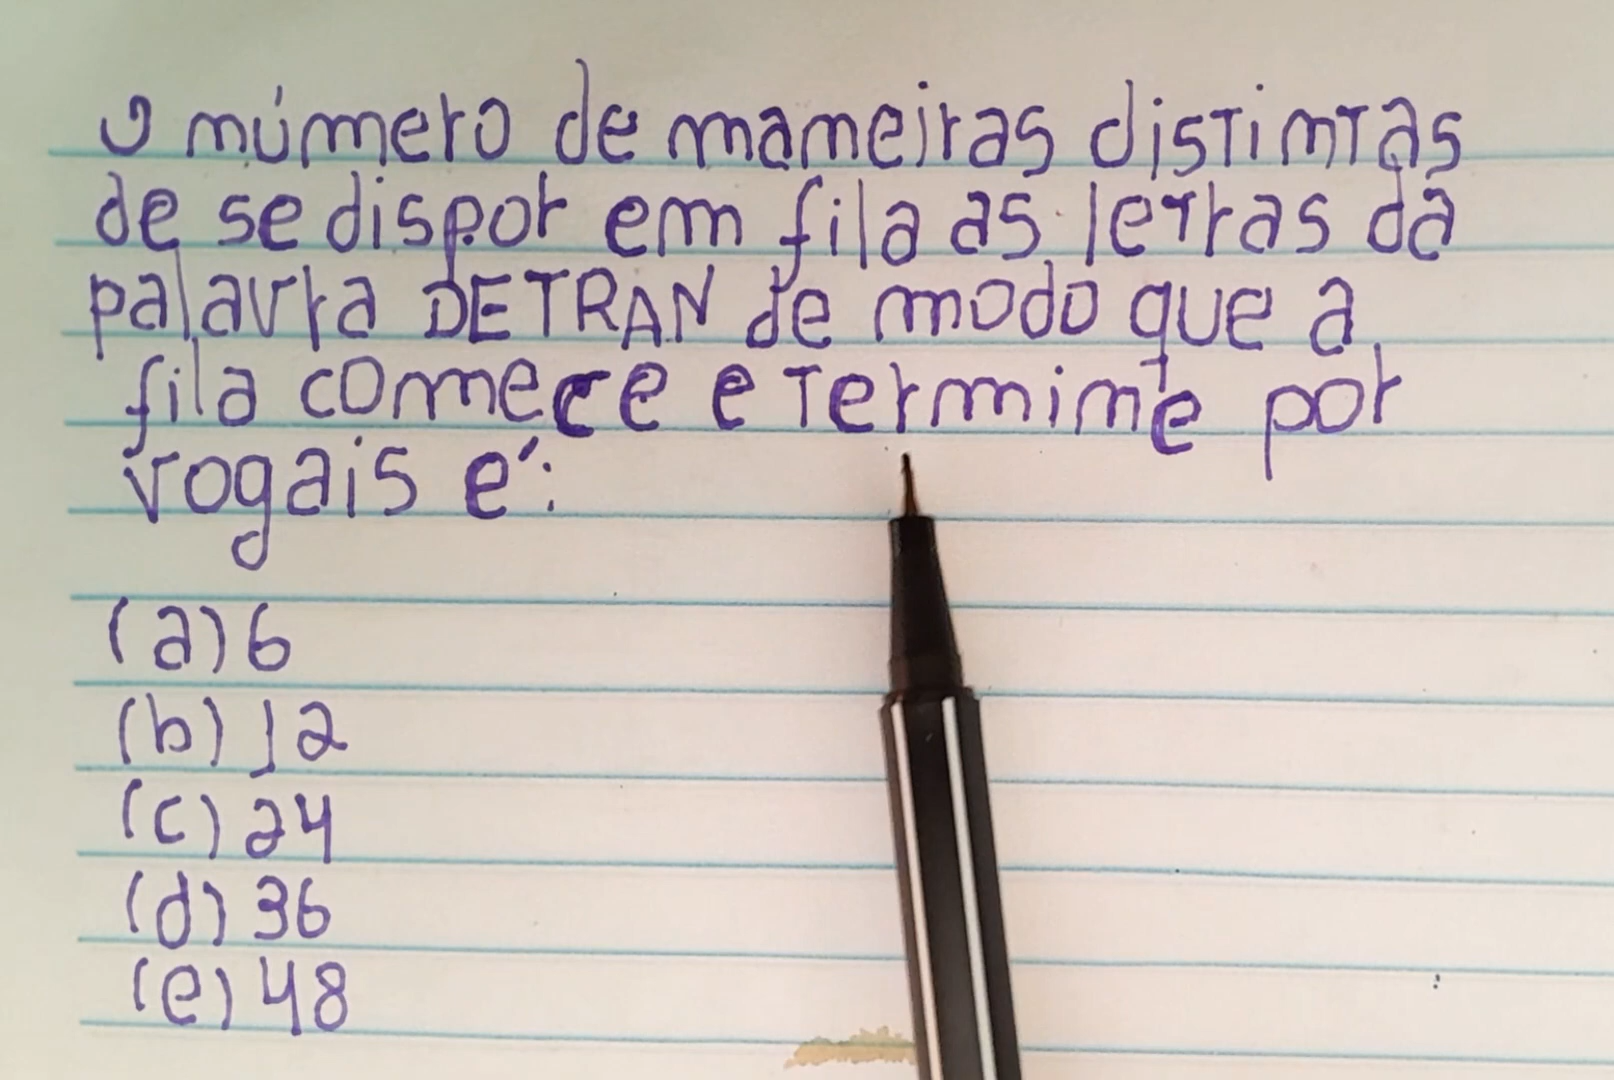 O número de maneiras distintas
de se dispor em fila as letras da
palavra DETRAN de modo que a
fila comece e termine por
vogais é:
(a) 6
(b) 12
(c) 24
(d) 36
(e) 48